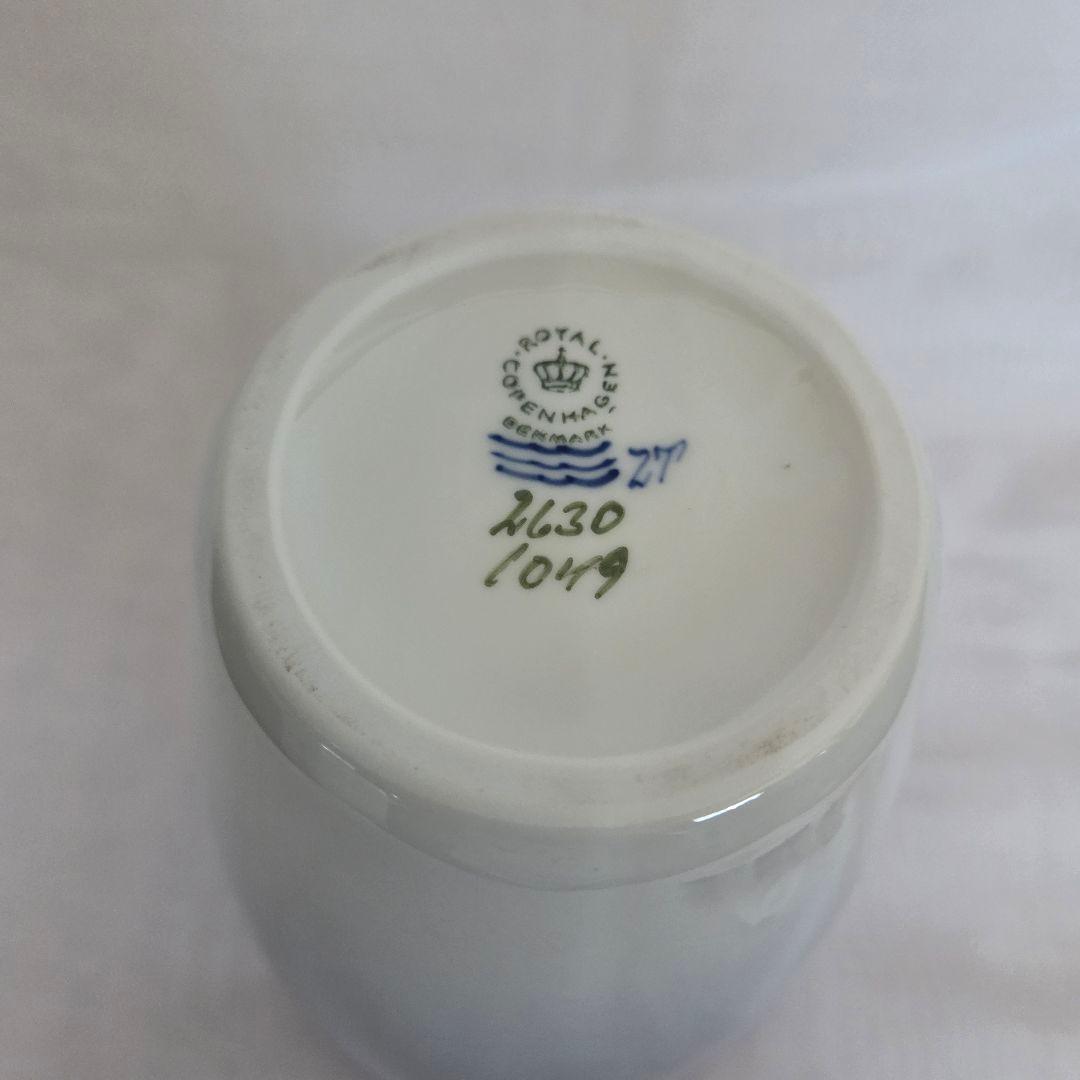 ROYAL
COPENHAGEN
DENMARK
ZT
2630
1049